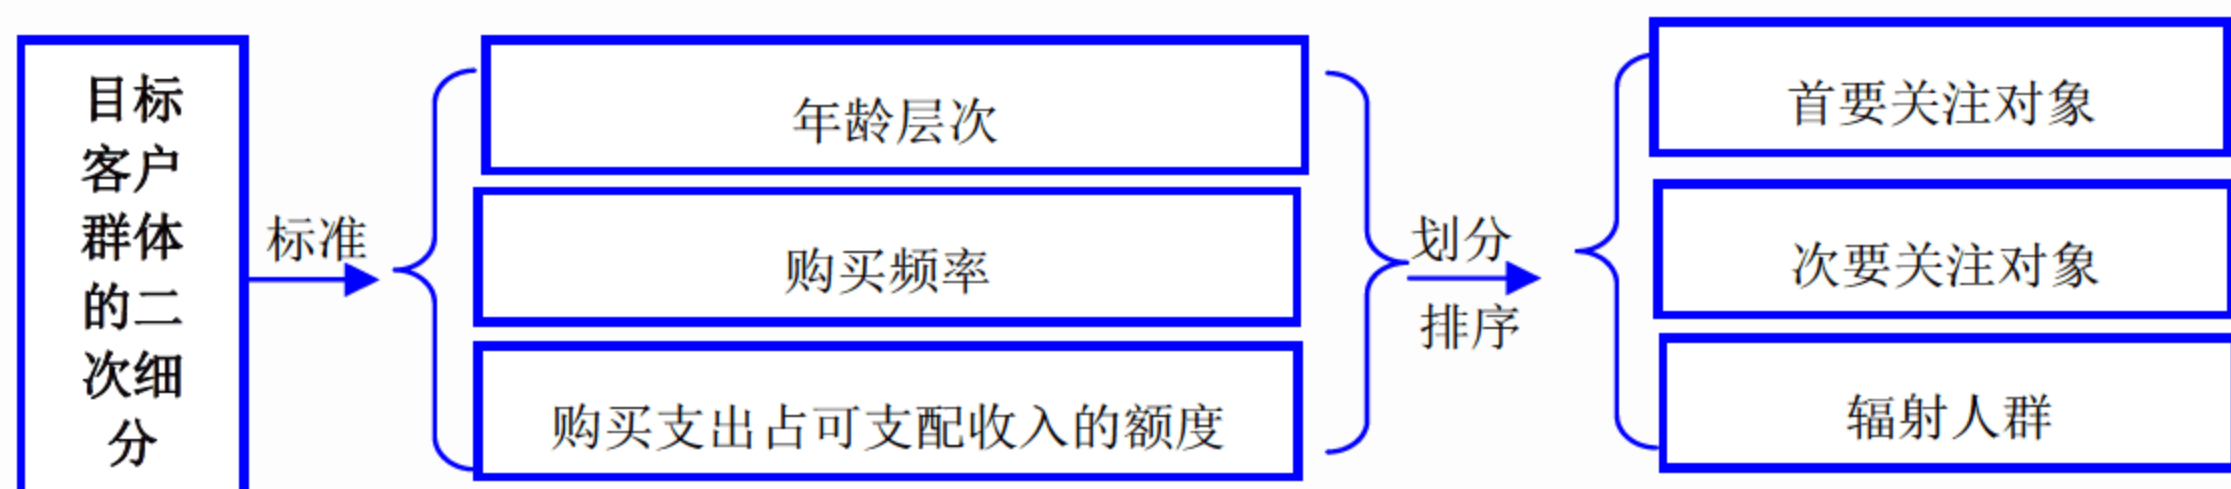 目标
客户
群体
的二
次细
分
标准
年龄层次
购买频率
购买支出占可支配收入的额度
划分
排序
首要关注对象
次要关注对象
辐射人群